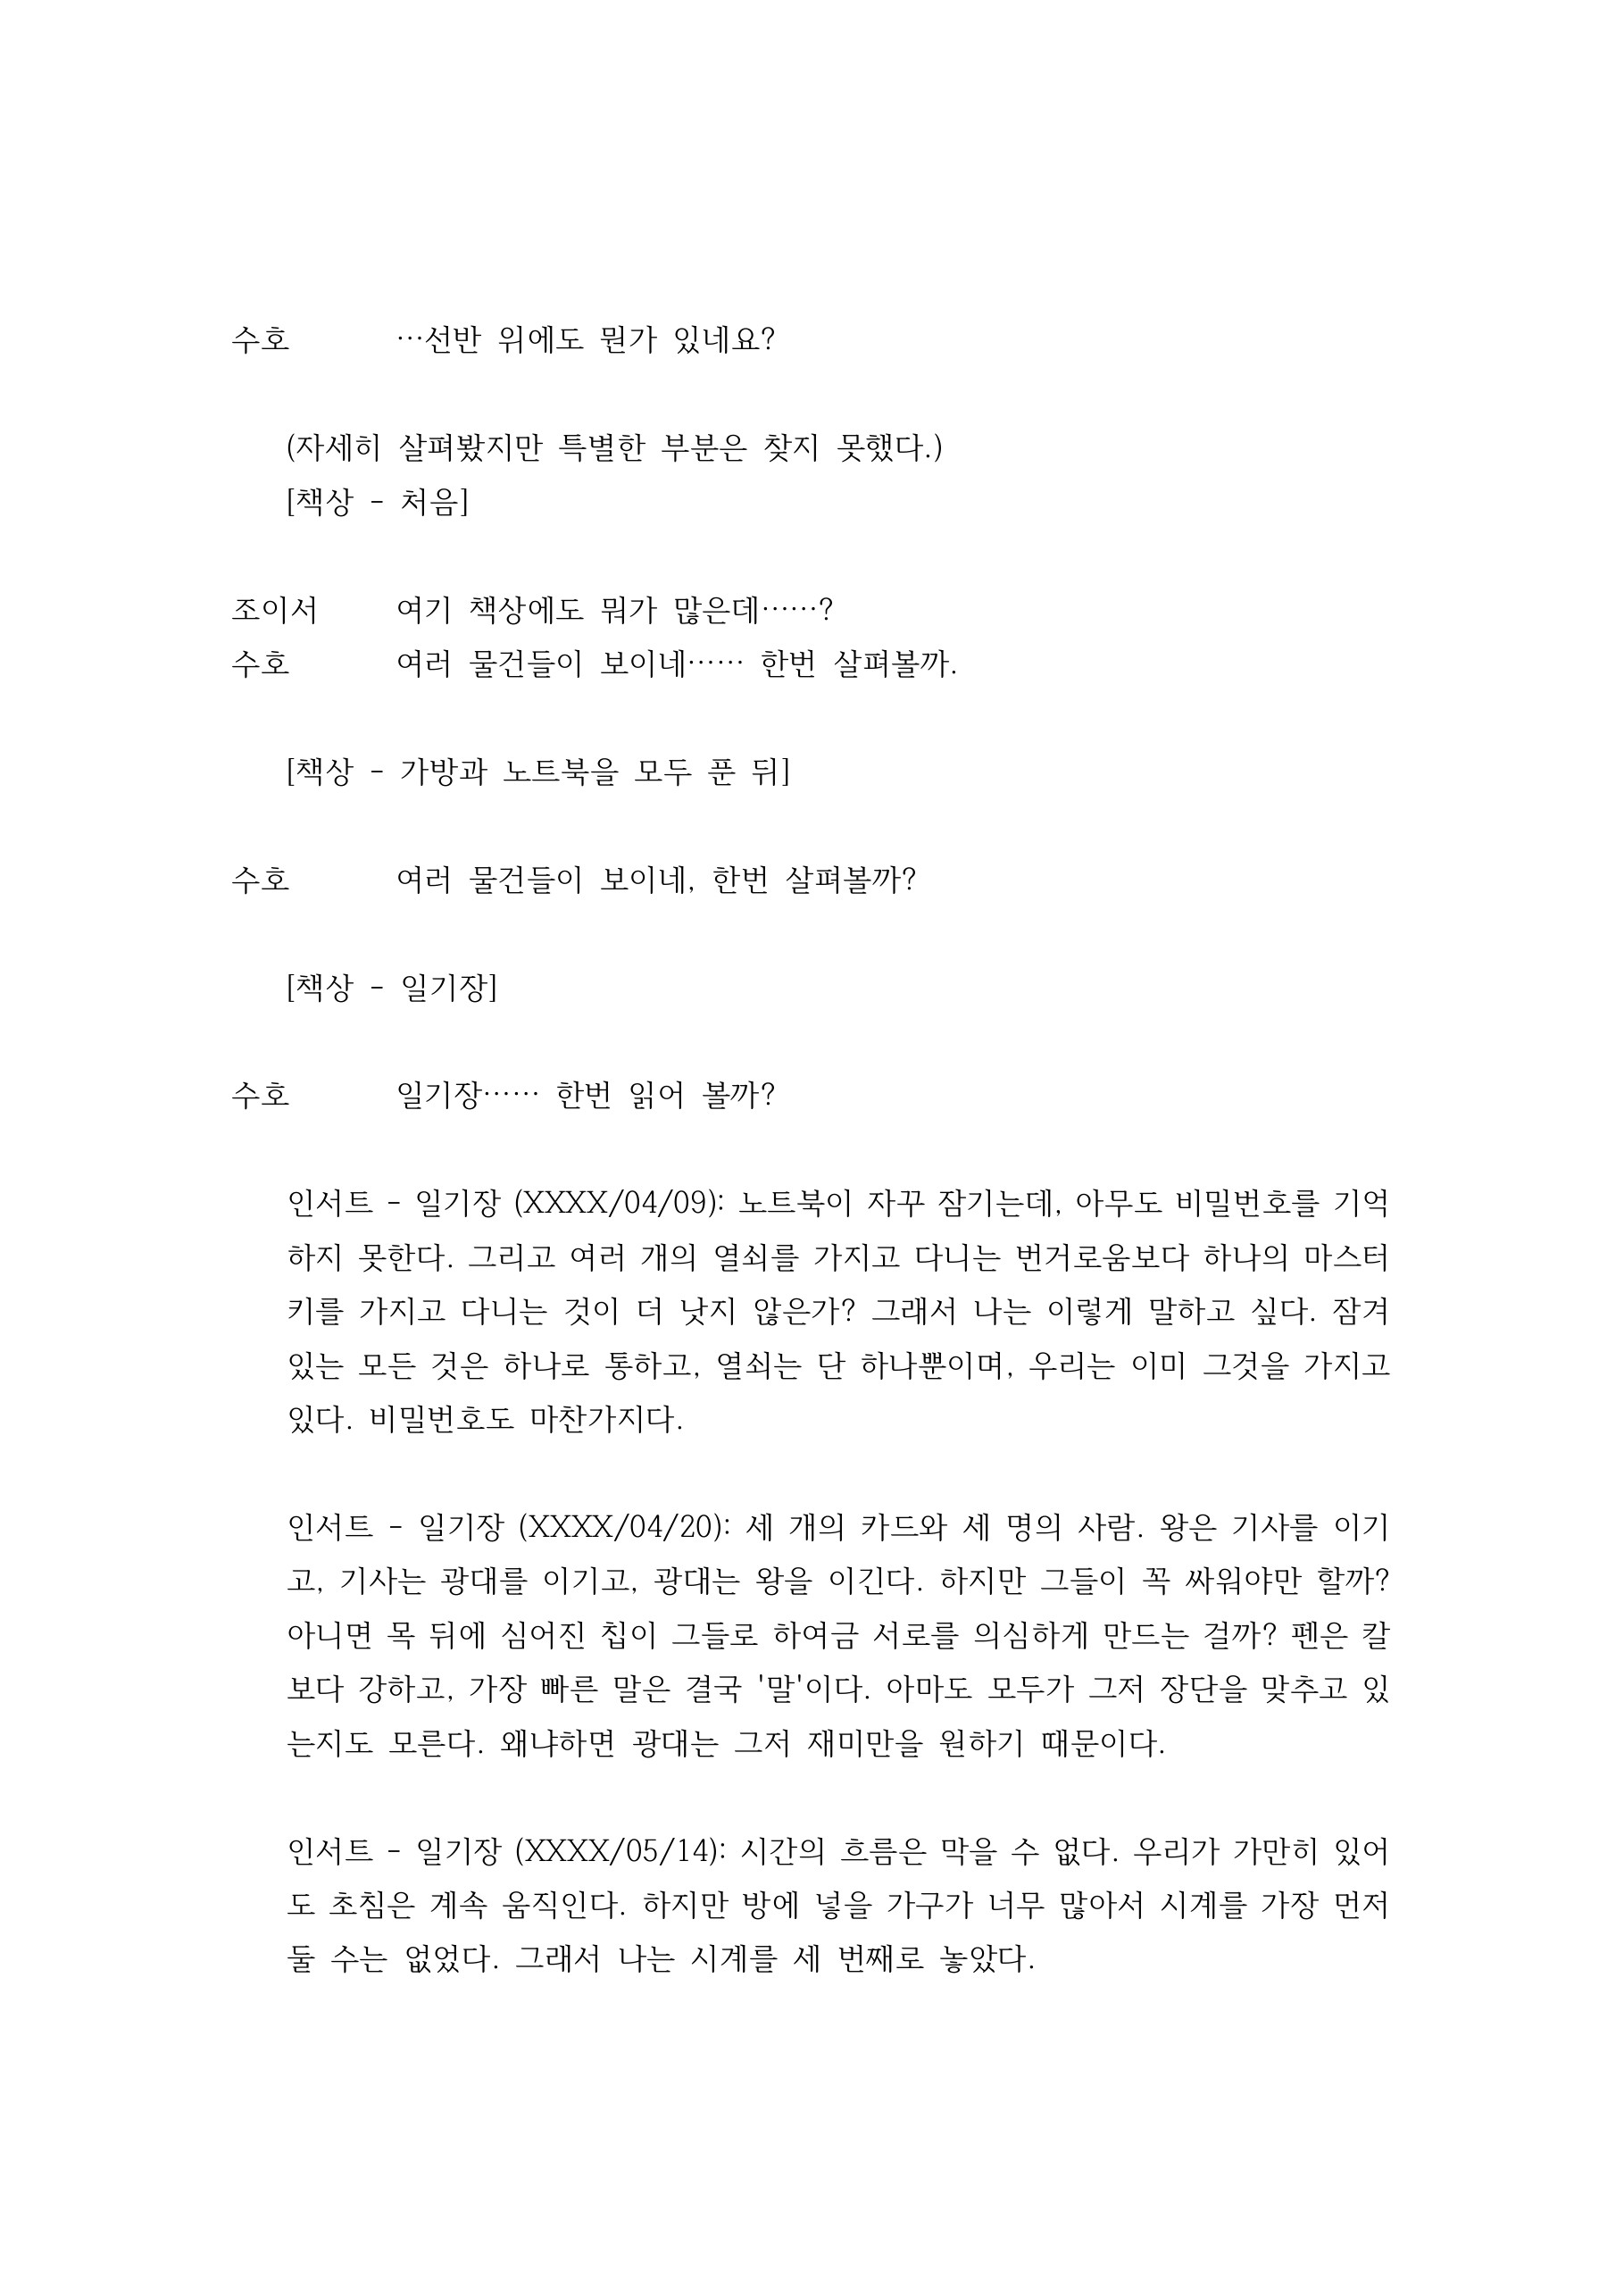 수호 …선반 위에도 뭔가 있네요?
(자세히 살펴봤지만 특별한 부분은 찾지 못했다.)
[책상 - 처음]
조이서 여기 책상에도 뭐가 많은데……?
수호 여러 물건들이 보이네…… 한번 살펴볼까.
[책상 - 가방과 노트북을 모두 푼 뒤]
수호 여러 물건들이 보이네, 한번 살펴볼까?
[책상 - 일기장]
수호 일기장…… 한번 읽어 볼까?
인서트 - 일기장 (XXXX/04/09): 노트북이 자꾸 잠기는데, 아무도 비밀번호를 기억
하지 못한다. 그리고 여러 개의 열쇠를 가지고 다니는 번거로움보다 하나의 마스터
키를 가지고 다니는 것이 더 낫지 않은가? 그래서 나는 이렇게 말하고 싶다. 잠겨
있는 모든 것은 하나로 통하고, 열쇠는 단 하나뿐이며, 우리는 이미 그것을 가지고
있다. 비밀번호도 마찬가지다.
인서트 - 일기장 (XXXX/04/20): 세 개의 카드와 세 명의 사람. 왕은 기사를 이기
고, 기사는 광대를 이기고, 광대는 왕을 이긴다. 하지만 그들이 꼭 싸워야만 할까?
아니면 목 뒤에 심어진 칩이 그들로 하여금 서로를 의심하게 만드는 걸까? 펜은 칼
보다 강하고, 가장 빠른 말은 결국 '말'이다. 아마도 모두가 그저 장단을 맞추고 있
는지도 모른다. 왜냐하면 광대는 그저 재미만을 원하기 때문이다.
인서트 - 일기장 (XXXX/05/14): 시간의 흐름은 막을 수 없다. 우리가 가만히 있어
도 초침은 계속 움직인다. 하지만 방에 넣을 가구가 너무 많아서 시계를 가장 먼저
둘 수는 없었다. 그래서 나는 시계를 세 번째로 놓았다.